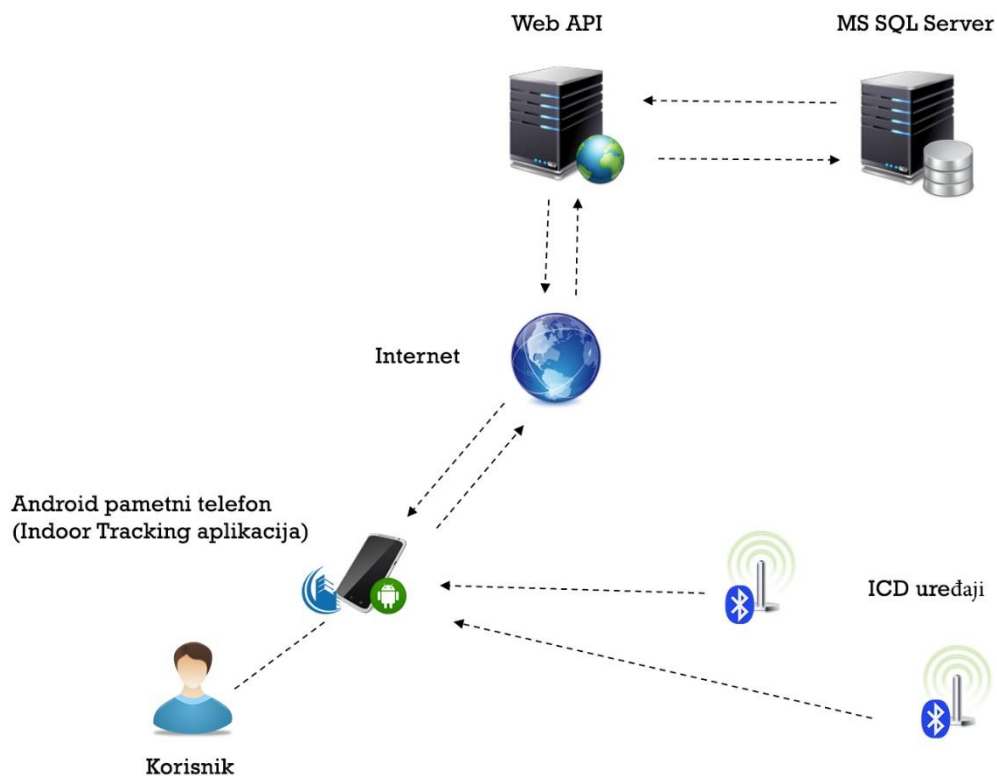 Web API
MS SQL Server
Internet
Android pametni telefon
(Indoor Tracking aplikacija)
ICD uređaji
Korisnik